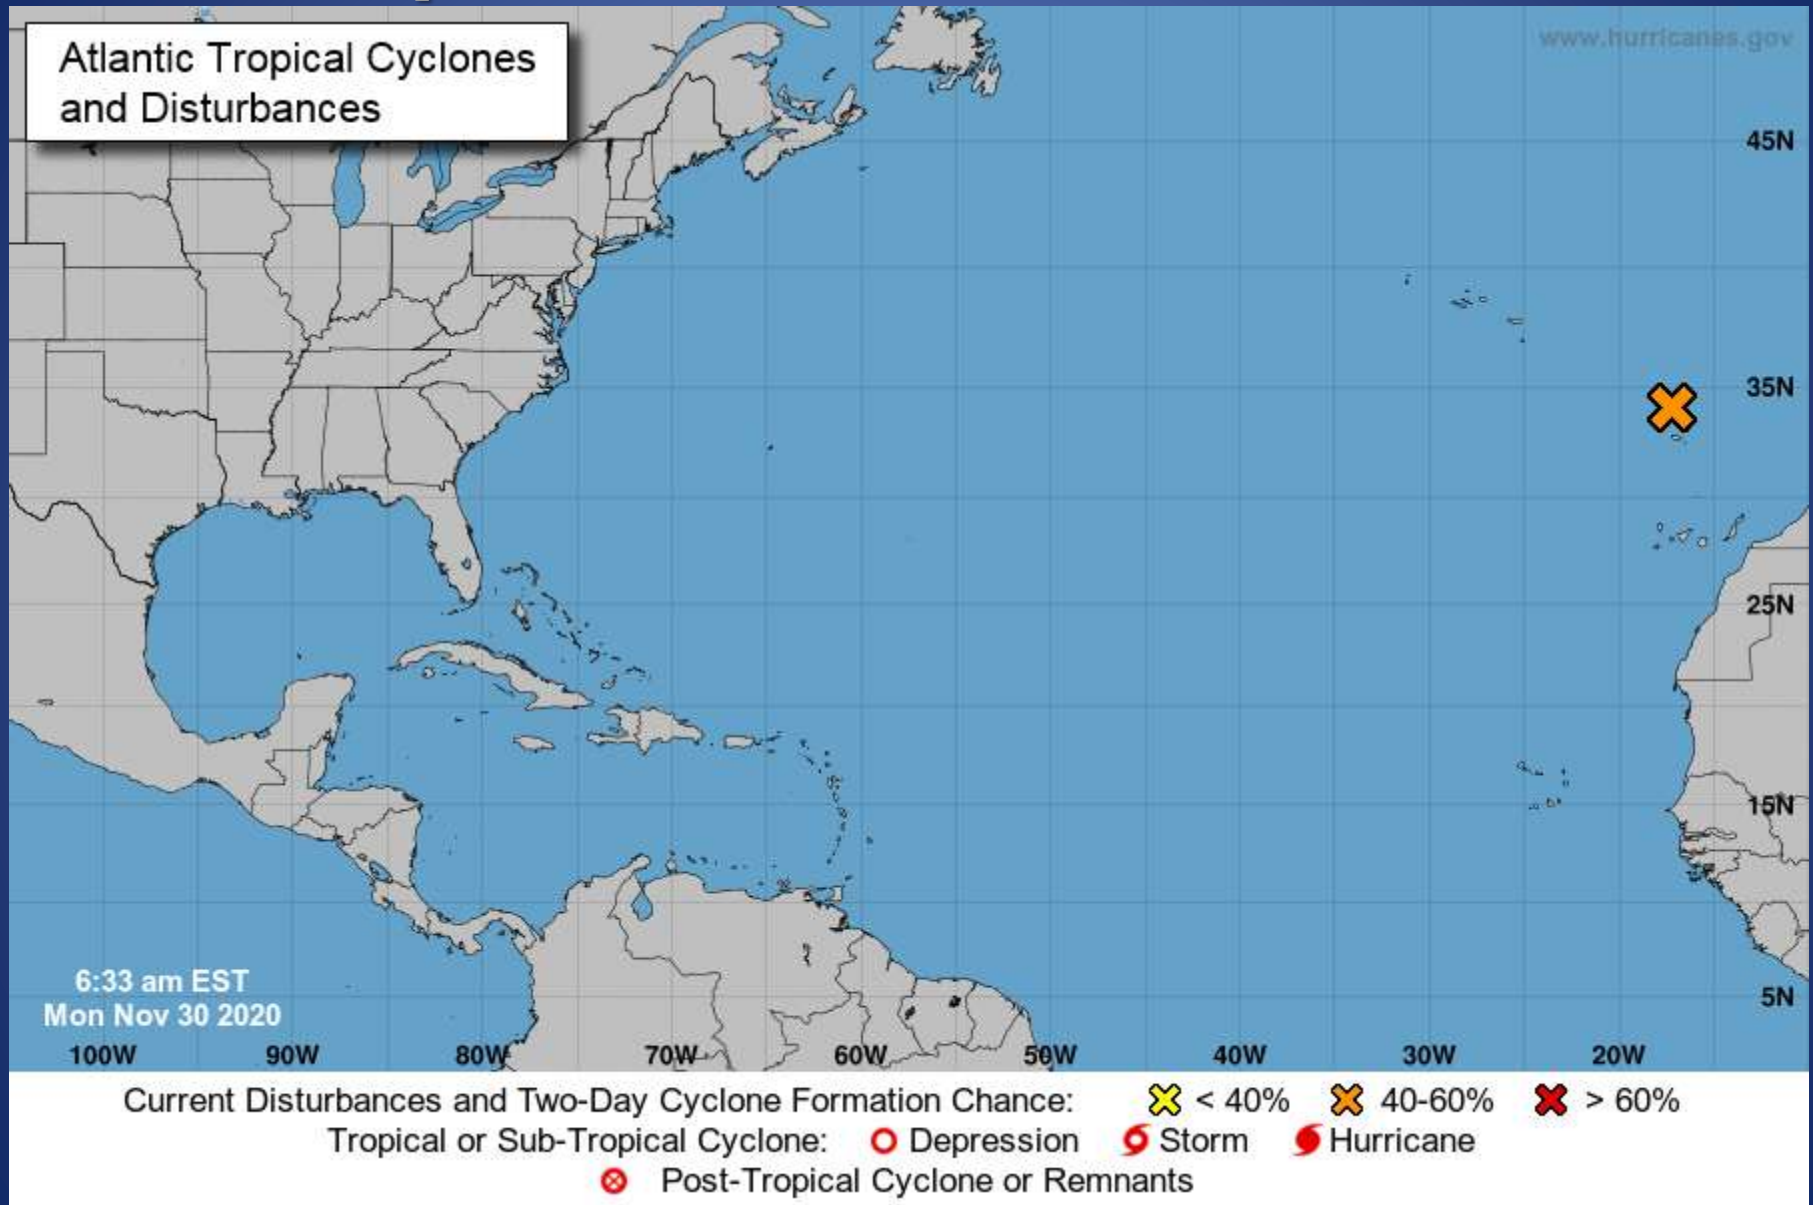 Atlantic Tropical Cyclones
and Disturbances
www.hurricanes.gov
45N
35N
25N
15N
5N
6:33 am EST
Mon Nov 30 2020
100W 90W 80W 70W 60W 50W 40W 30W 20W
Current Disturbances and Two-Day Cyclone Formation Chance: < 40% 40-60% > 60%
Tropical or Sub-Tropical Cyclone: Depression Storm Hurricane
Post-Tropical Cyclone or Remnants